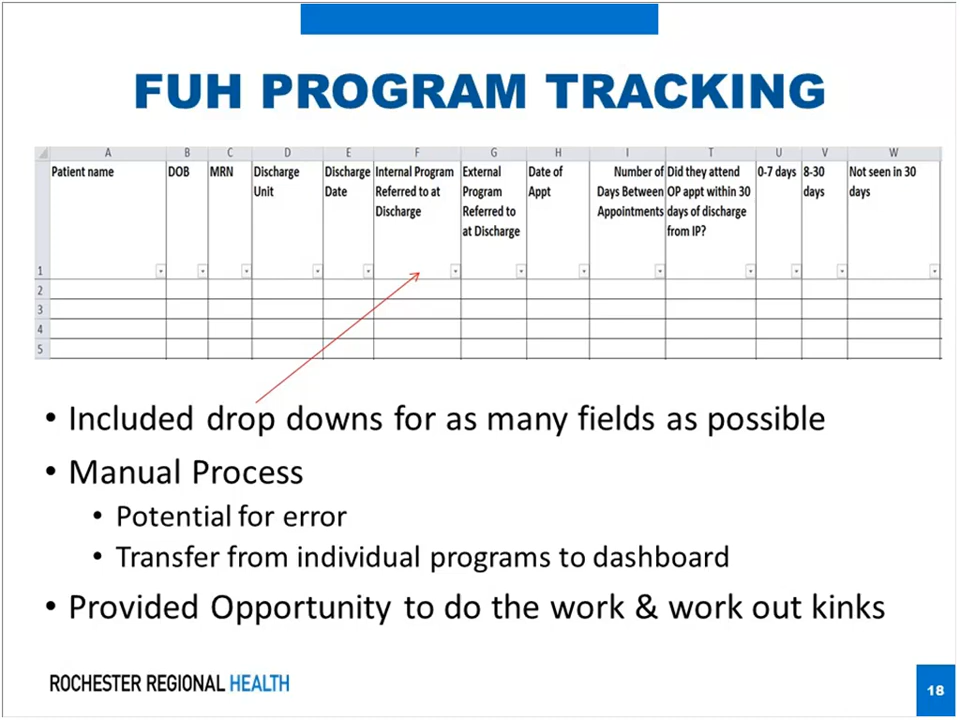 FUH PROGRAM TRACKING
A B C D E F G H I T U V W
Patient name DOB MRN Discharge Discharge Internal Program External Date of Number of Did they attend 0-7 days 8-30 Not seen in 30
Unit Date Referred to at Program Appt Days Between OP appt within 30 days days
Discharge Referred to Appointments days of discharge
at Discharge from IP?
1
2
3
4
5
• Included drop downs for as many fields as possible
• Manual Process
• Potential for error
• Transfer from individual programs to dashboard
• Provided Opportunity to do the work & work out kinks
ROCHESTER REGIONAL HEALTH
18